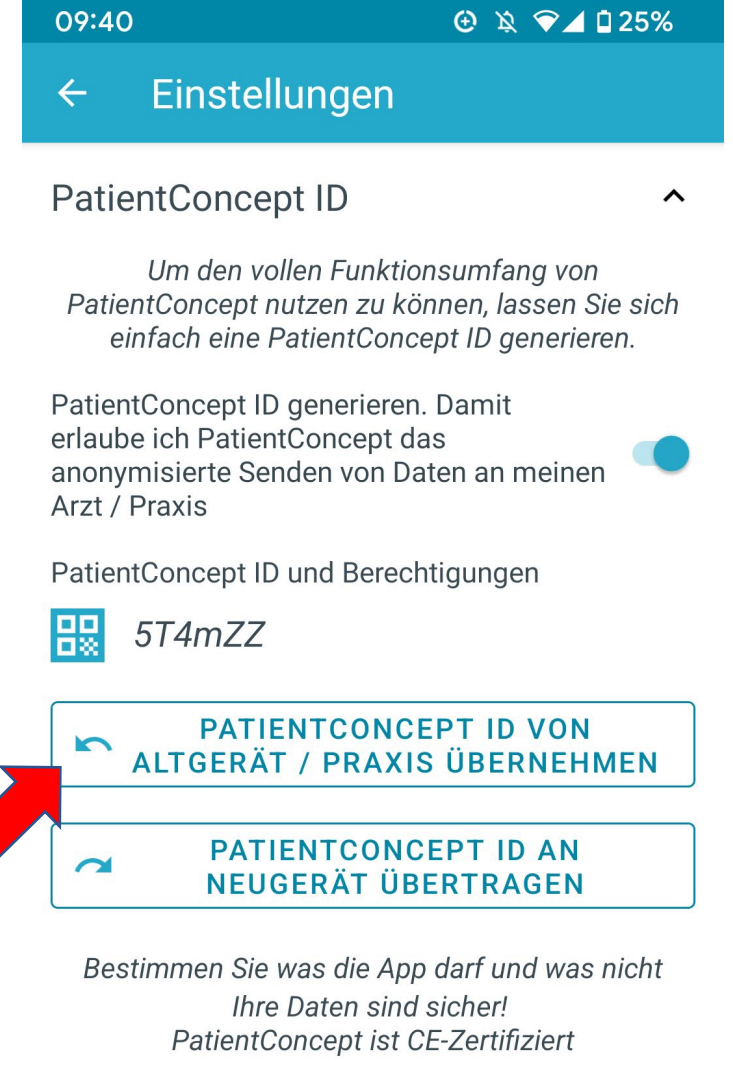 09:40
25%
Einstellungen
PatientConcept ID
Um den vollen Funktionsumfang von
PatientConcept nutzen zu können, lassen Sie sich
einfach eine PatientConcept ID generieren.
PatientConcept ID generieren. Damit
erlaube ich PatientConcept das
anonymisierte Senden von Daten an meinen
Arzt / Praxis
PatientConcept ID und Berechtigungen
5T4mZZ
PATIENTCONCEPT ID VON
ALTGERÄT / PRAXIS ÜBERNEHMEN
PATIENTCONCEPT ID AN
NEUGERÄT ÜBERTRAGEN
Bestimmen Sie was die App darf und was nicht
Ihre Daten sind sicher!
PatientConcept ist CE-Zertifiziert